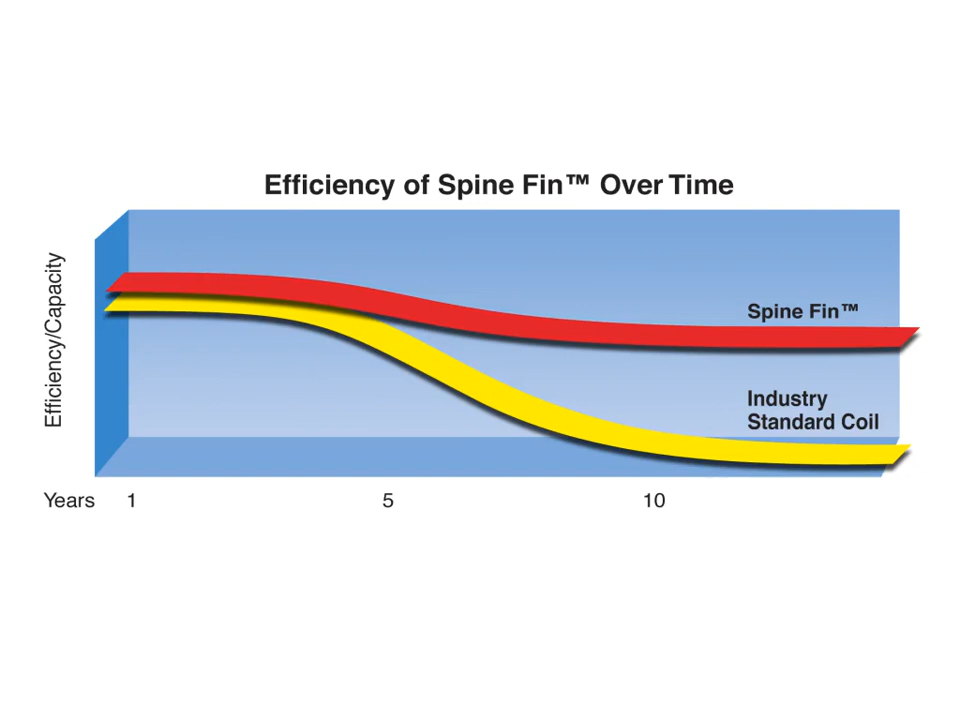 Efficiency of Spine Fin™ Over Time
Efficiency/Capacity
Spine Fin™
Industry
Standard Coil
Years 1 5 10